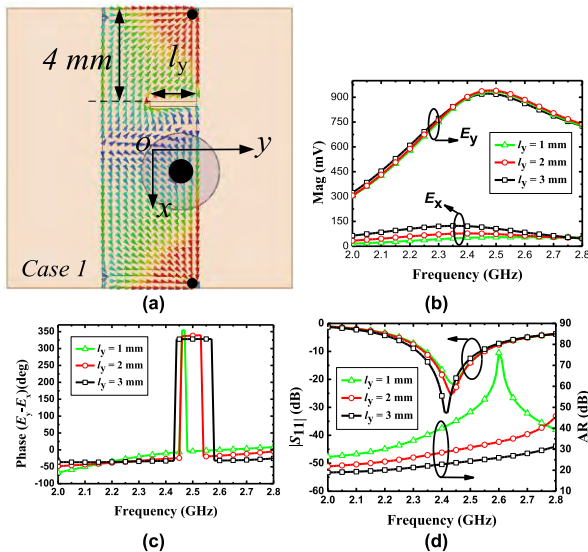 4 mm
l_y
o
y
x
Case 1
(a)
Mag (mV)
900
750
600
450
300
150
0
E_y
l_y = 1 mm
l_y = 2 mm
l_y = 3 mm
E_x
2.0 2.1 2.2 2.3 2.4 2.5 2.6 2.7 2.8
Frequency (GHz)
(b)
Phase (E_y-E_x)(deg)
350
300
250
200
150
100
50
0
-50
-100
l_y = 1 mm
l_y = 2 mm
l_y = 3 mm
2.0 2.1 2.2 2.3 2.4 2.5 2.6 2.7 2.8
Frequency (GHz)
(c)
|S_11| (dB)
0
-10
-20
-30
-40
-50
-60
l_y = 1 mm
l_y = 2 mm
l_y = 3 mm
90
80
70
60
50
40
30
20
10
AR (dB)
2.0 2.1 2.2 2.3 2.4 2.5 2.6 2.7 2.8
Frequency (GHz)
(d)